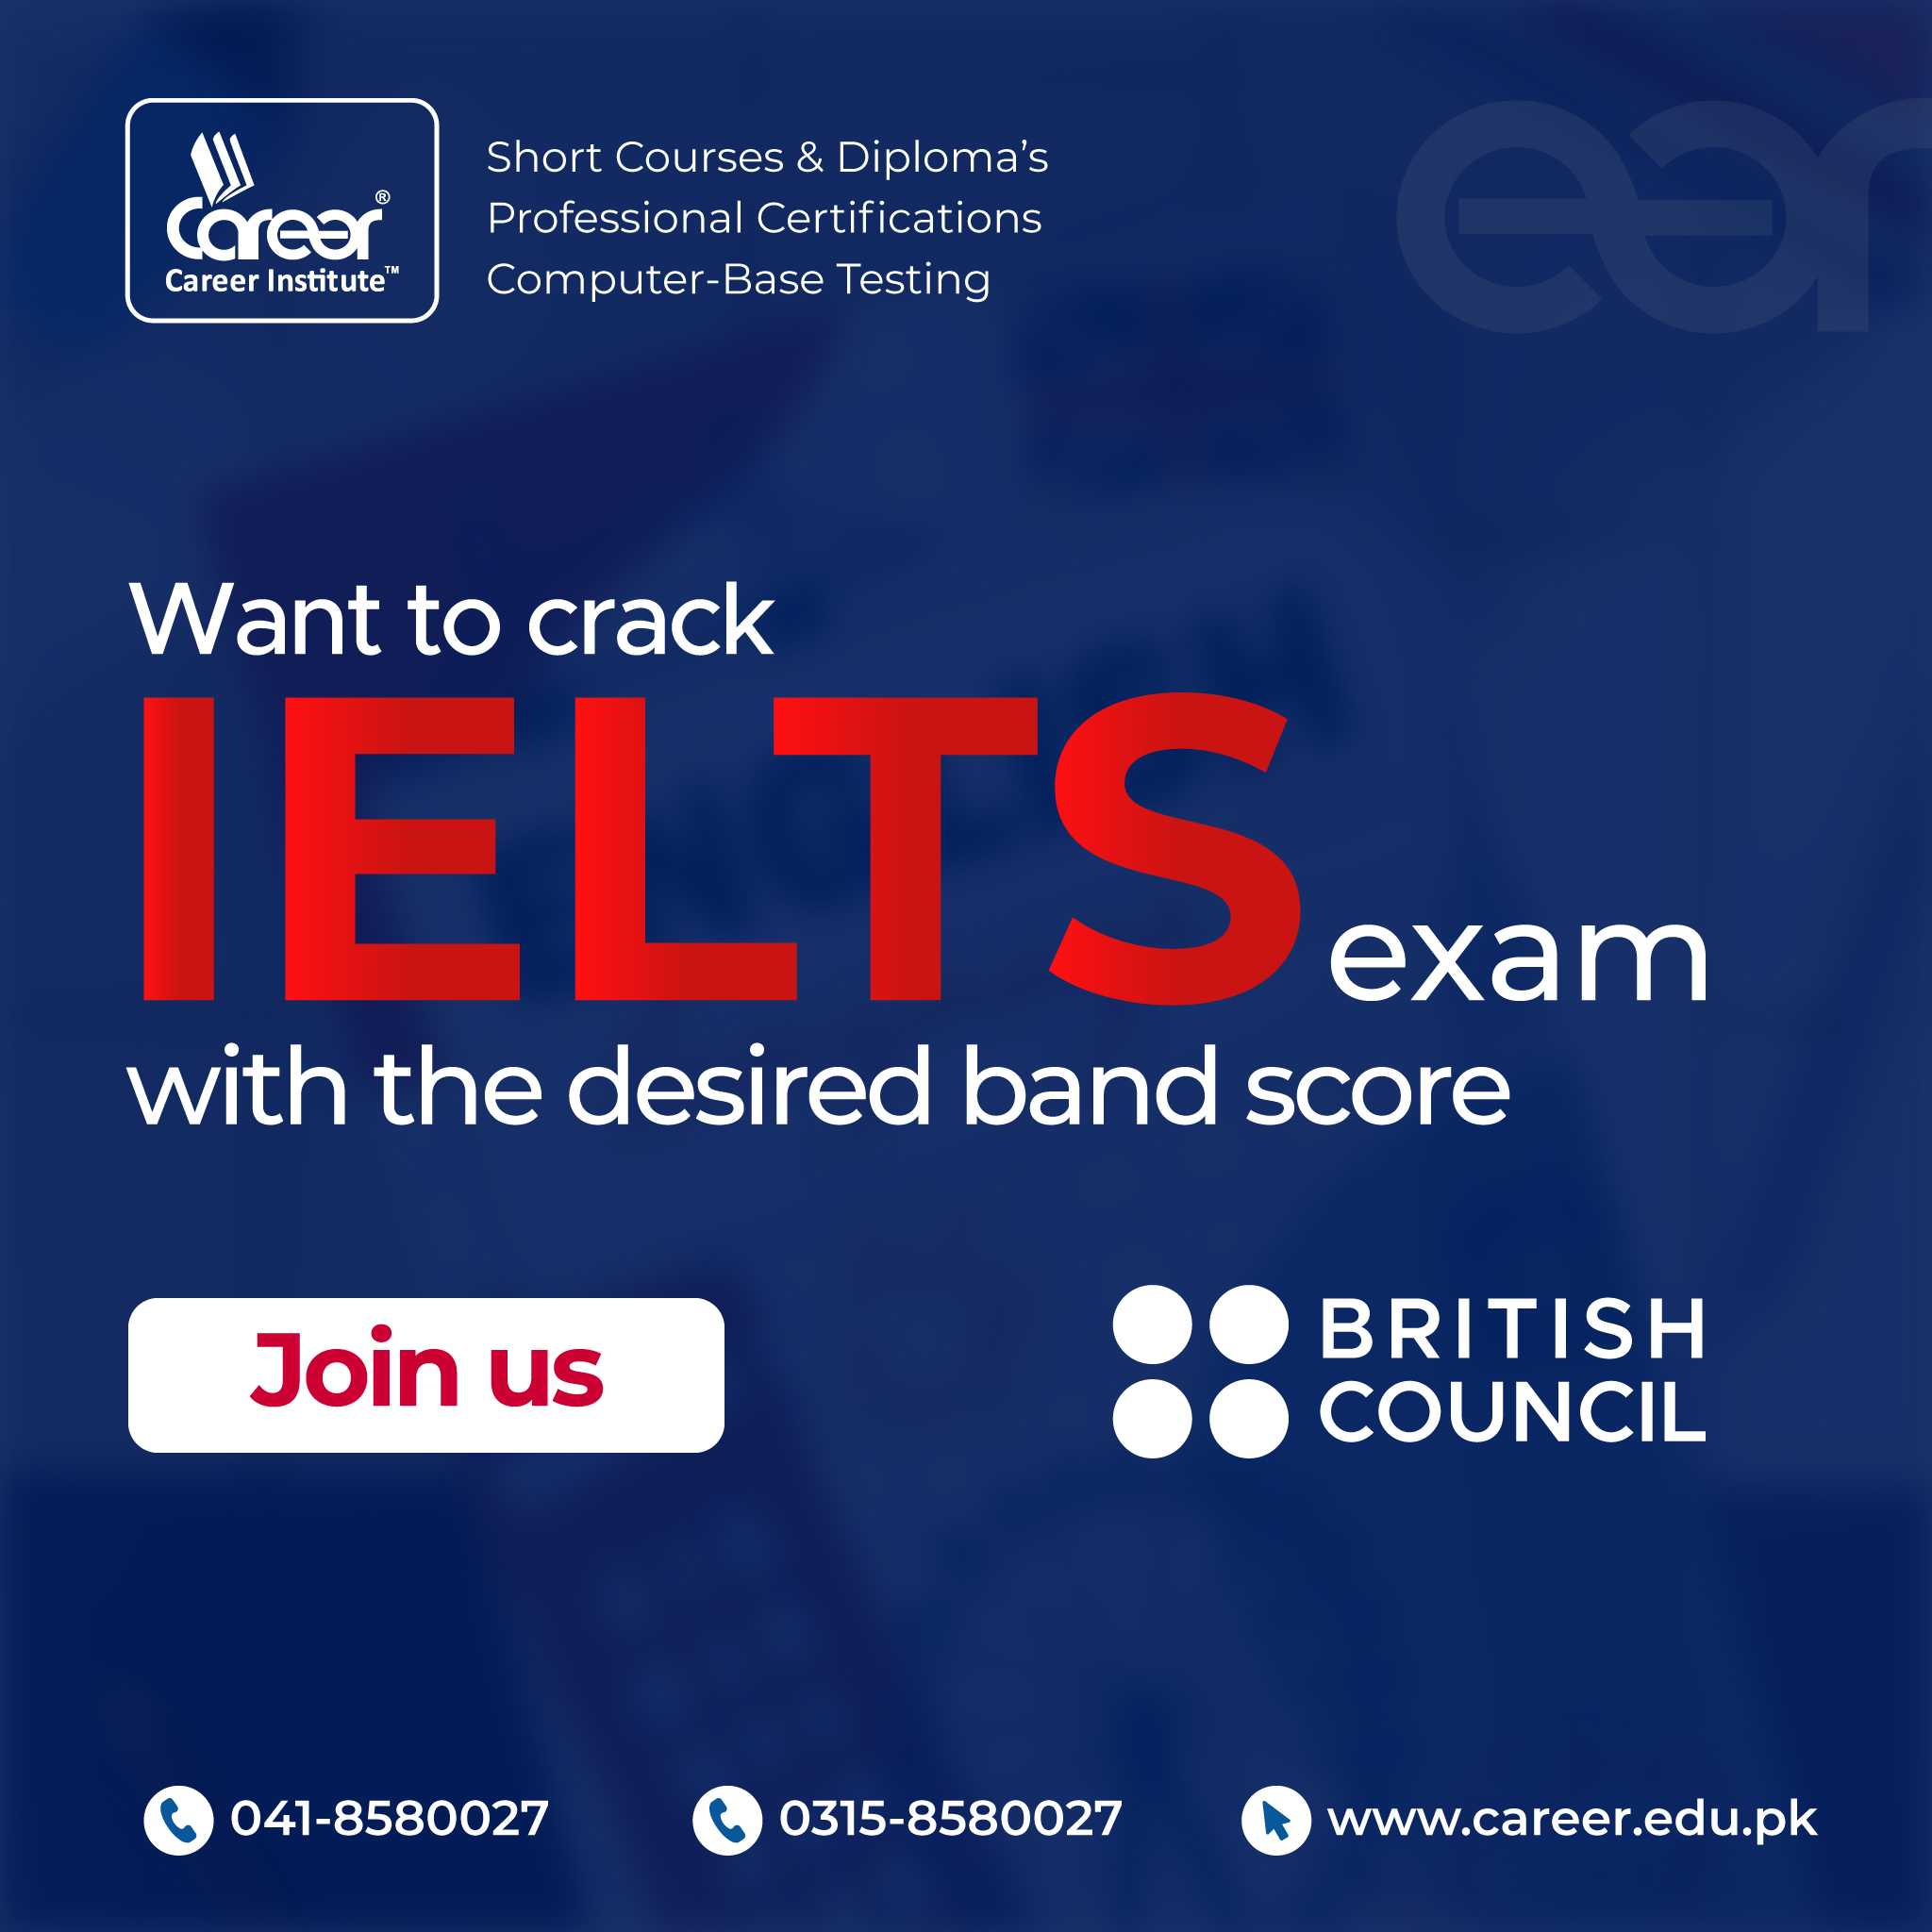 Career®
Career Institute™
Short Courses & Diploma’s
Professional Certifications
Computer-Base Testing
Want to crack
IELTS exam
with the desired band score
Join us
BRITISH
COUNCIL
041-8580027
0315-8580027
www.career.edu.pk